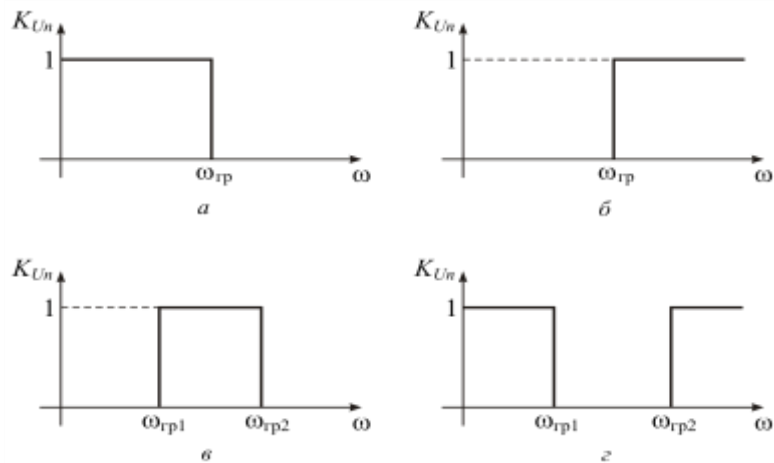 K_Un K_Un
1 1
ω_гр ω ω_гр ω
а б
K_Un K_Un
1 1
ω_гр1 ω_гр2 ω ω_гр1 ω_гр2 ω
в г